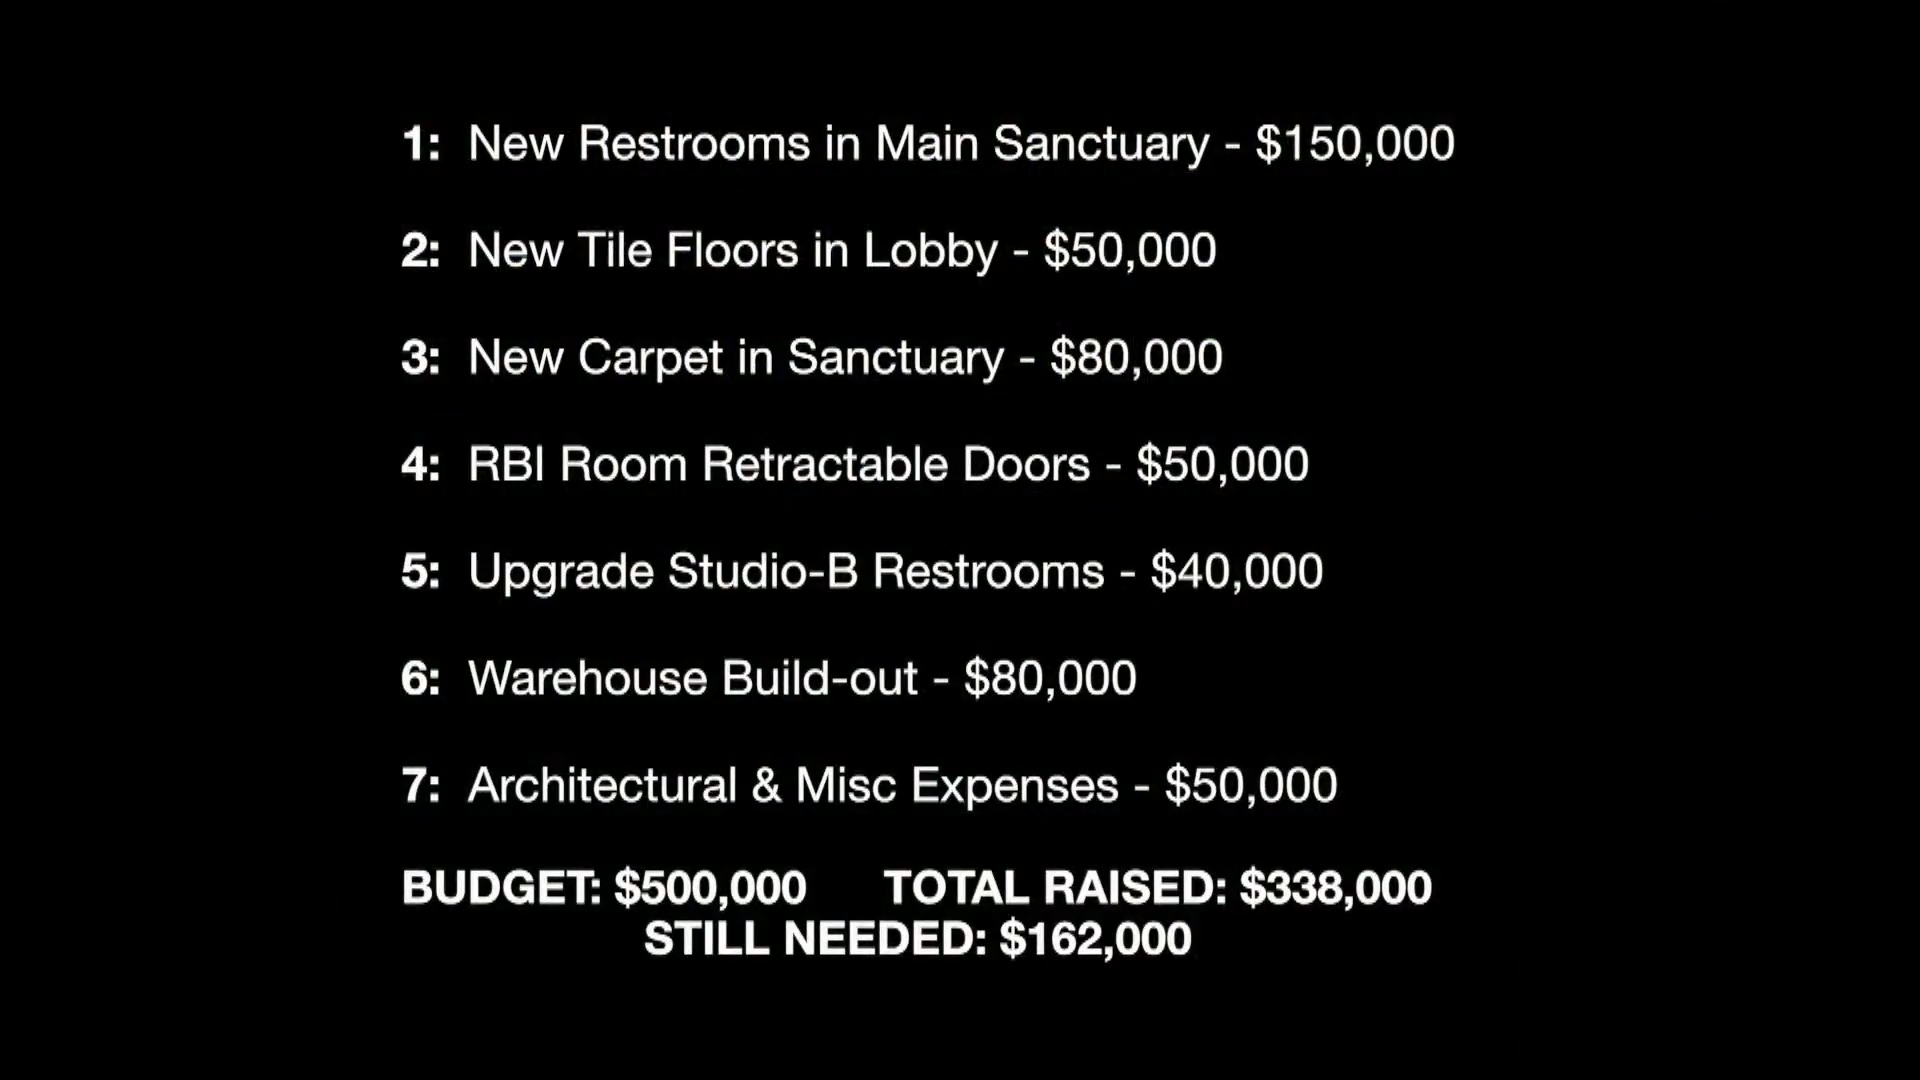 1: New Restrooms in Main Sanctuary - $150,000
2: New Tile Floors in Lobby - $50,000
3: New Carpet in Sanctuary - $80,000
4: RBI Room Retractable Doors - $50,000
5: Upgrade Studio-B Restrooms - $40,000
6: Warehouse Build-out - $80,000
7: Architectural & Misc Expenses - $50,000
BUDGET: $500,000 TOTAL RAISED: $338,000
STILL NEEDED: $162,000